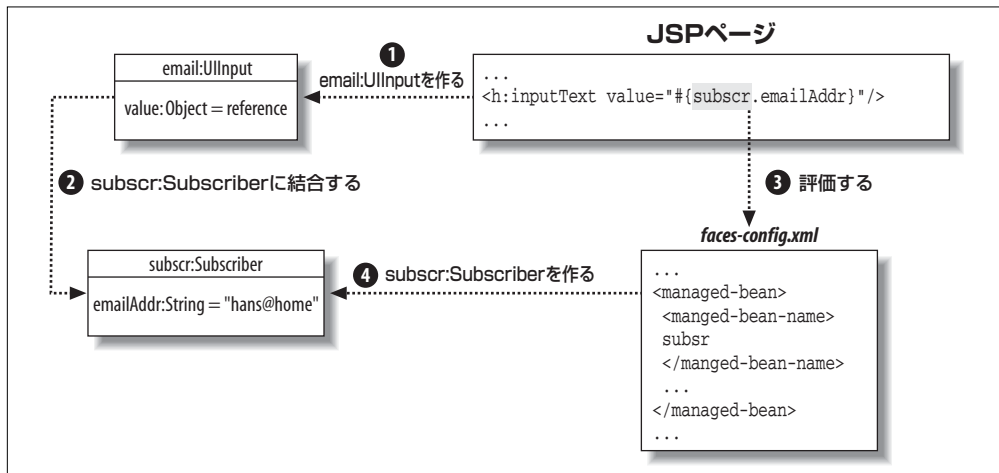 JSPページ
...
<h:inputText value="#{subscr.emailAddr}"/>
...
❶
email:UIInputを作る
email:UIInput
value:Object = reference
❷ subscr:Subscriberに結合する
❸ 評価する
faces-config.xml
...
<managed-bean>
<manged-bean-name>
subsr
</manged-bean-name>
...
</managed-bean>
...
❹ subscr:Subscriberを作る
subscr:Subscriber
emailAddr:String = "hans@home"